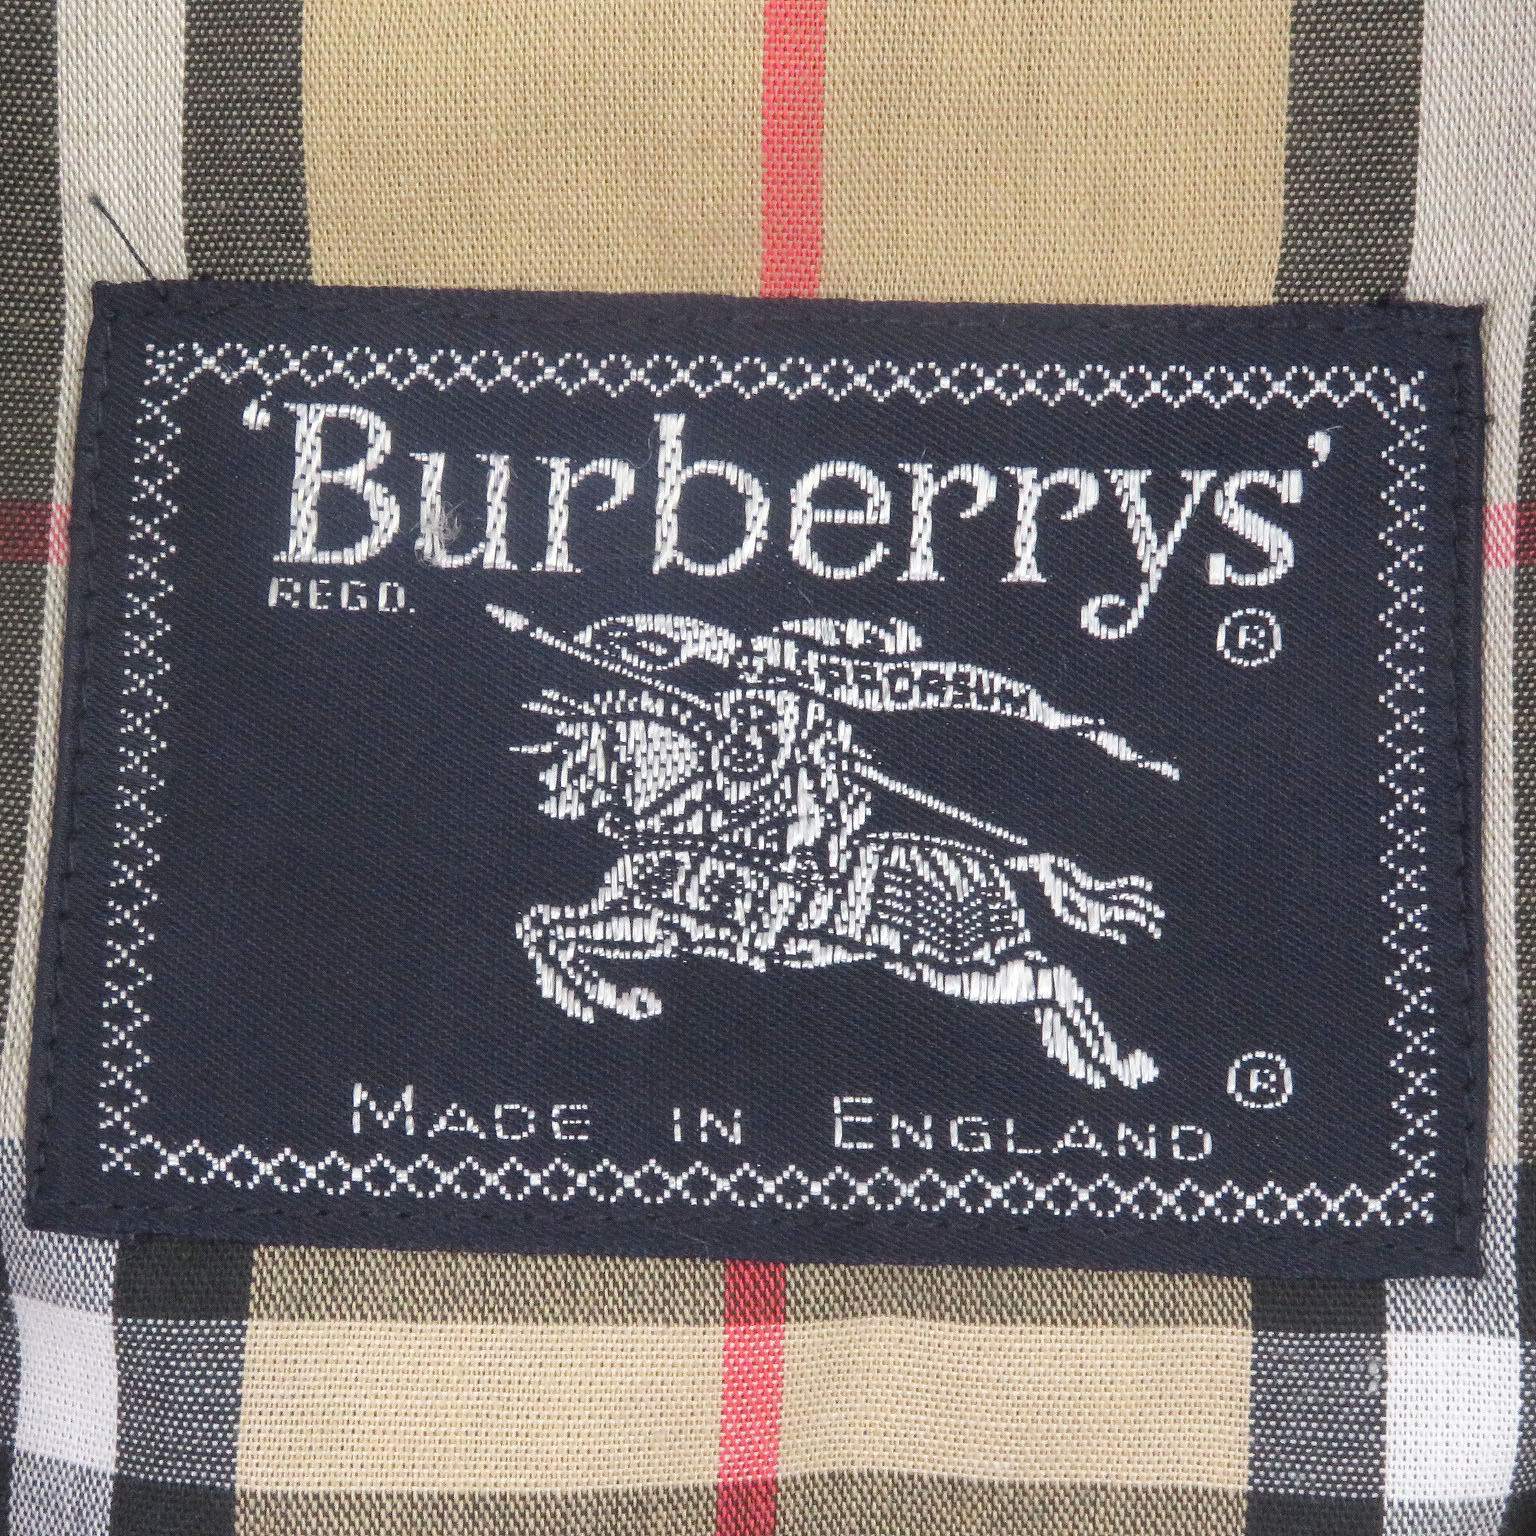 'Burberrys'
REGD.
®
®
MADE IN ENGLAND